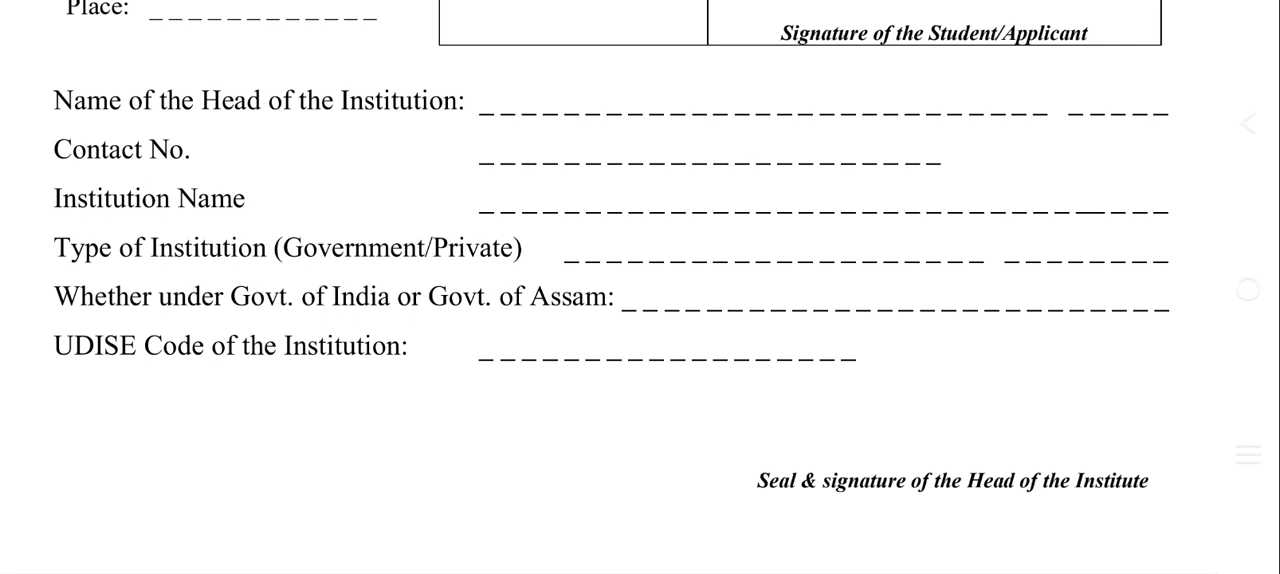 Place: _ _ _ _ _ _ _ _ _ _ _ _
Signature of the Student/Applicant
Name of the Head of the Institution: _ _ _ _ _ _ _ _ _ _ _ _ _ _ _ _ _ _ _ _ _ _ _ _ _ _ _ _ _ _ _ _
Contact No. _ _ _ _ _ _ _ _ _ _ _ _ _ _ _ _ _ _ _ _ _ _
Institution Name _ _ _ _ _ _ _ _ _ _ _ _ _ _ _ _ _ _ _ _ _ _ _ _ _ _ _ _ _ _ _ _ _
Type of Institution (Government/Private) _ _ _ _ _ _ _ _ _ _ _ _ _ _ _ _ _ _ _ _ _ _ _ _ _ _ _ _
Whether under Govt. of India or Govt. of Assam: _ _ _ _ _ _ _ _ _ _ _ _ _ _ _ _ _ _ _ _ _ _ _ _ _ _
UDISE Code of the Institution: _ _ _ _ _ _ _ _ _ _ _ _ _ _ _ _ _ _
Seal & signature of the Head of the Institute